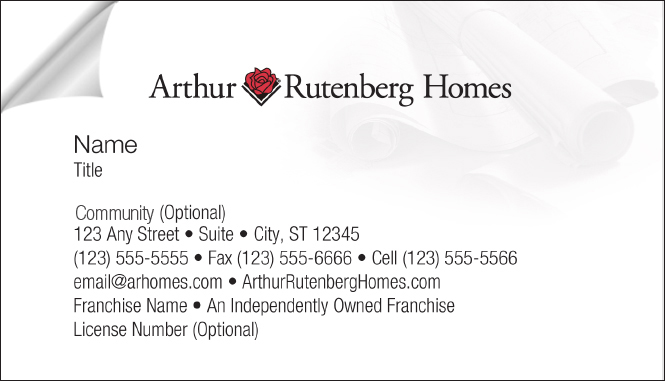 Arthur Rutenberg Homes
Name
Title
Community (Optional)
123 Any Street • Suite • City, ST 12345
(123) 555-5555 • Fax (123) 555-6666 • Cell (123) 555-5566
email@arhomes.com • ArthurRutenbergHomes.com
Franchise Name • An Independently Owned Franchise
License Number (Optional)